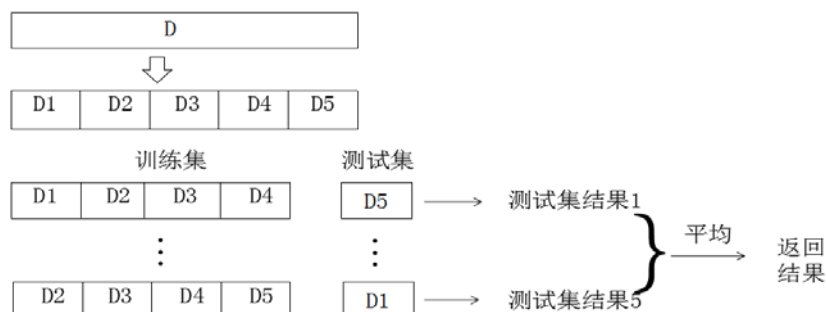 D
D1 D2 D3 D4 D5
训练集 测试集
D1 D2 D3 D4 D5 测试集结果1
平均 返回
结果
D2 D3 D4 D5 D1 测试集结果5